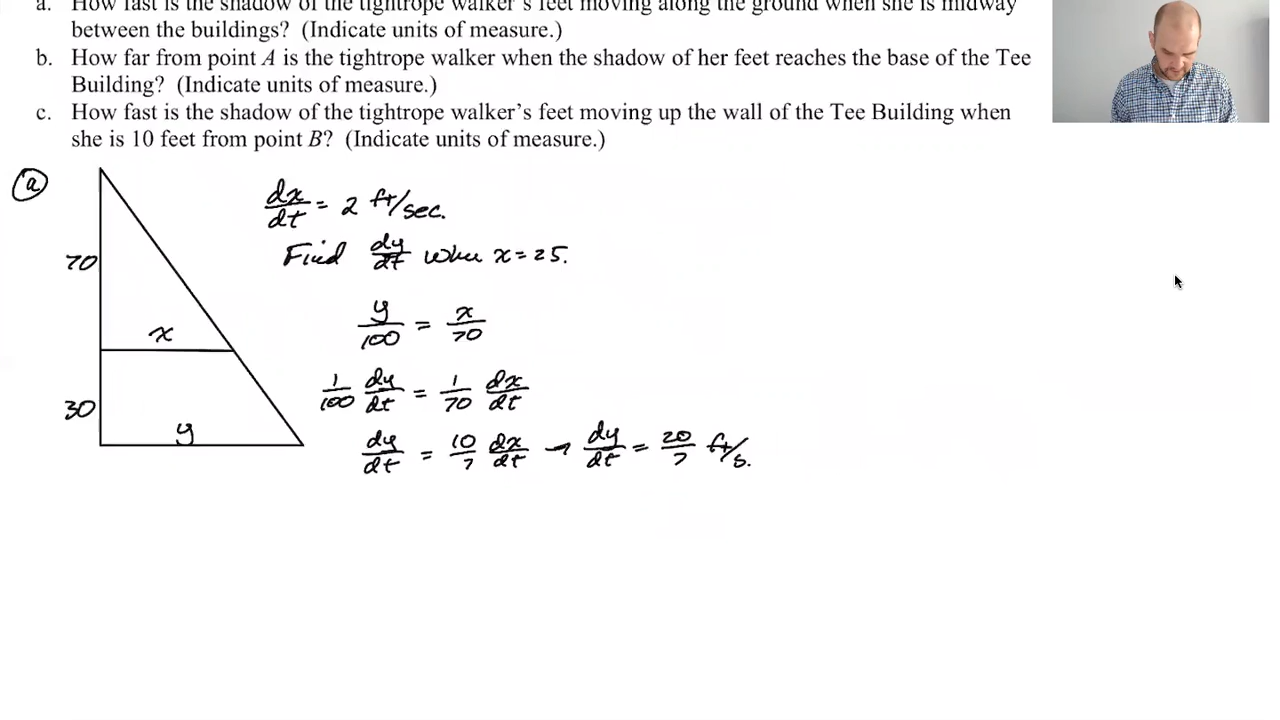 a. How fast is the shadow of the tightrope walker's feet moving along the ground when she is midway
between the buildings? (Indicate units of measure.)
b. How far from point A is the tightrope walker when the shadow of her feet reaches the base of the Tee
Building? (Indicate units of measure.)
c. How fast is the shadow of the tightrope walker's feet moving up the wall of the Tee Building when
she is 10 feet from point B? (Indicate units of measure.)
(a)
70
x
30
y
dx/dt = 2 ft/sec.
Find dy/dt when x=25.
y/100 = x/70
1/100 dy/dt = 1/70 dx/dt
dy/dt = 10/7 dx/dt → dy/dt = 20/7 ft/s.